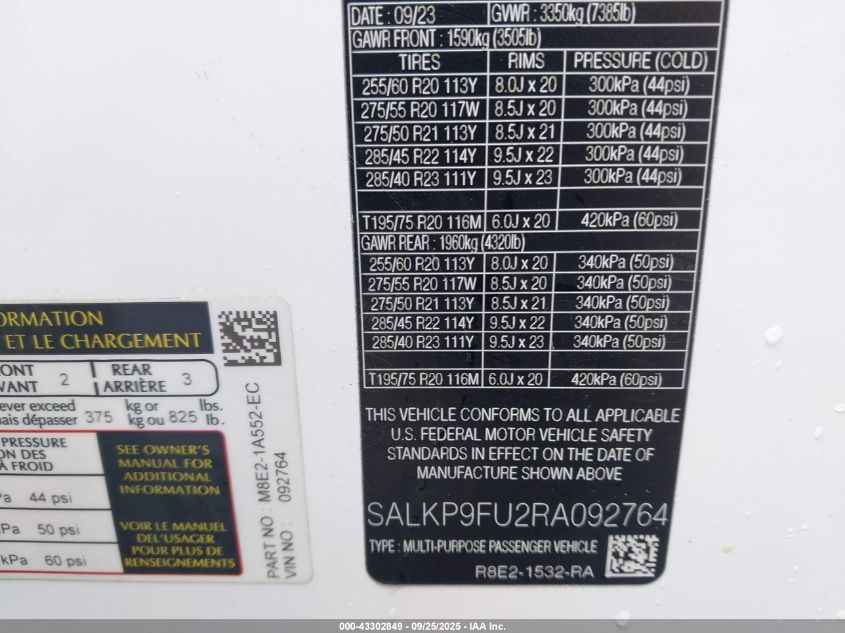 DATE : 09/23 GVWR : 3350kg (7385lb)
GAWR FRONT : 1590kg (3505lb)
TIRES RIMS PRESSURE (COLD)
255/60 R20 113Y 8.0J x 20 300kPa (44psi)
275/55 R20 117W 8.5J x 20 300kPa (44psi)
275/50 R21 113Y 8.5J x 21 300kPa (44psi)
285/45 R22 114Y 9.5J x 22 300kPa (44psi)
285/40 R23 111Y 9.5J x 23 300kPa (44psi)
T195/75 R20 116M 6.0J x 20 420kPa (60psi)
GAWR REAR : 1960kg (4320lb)
255/60 R20 113Y 8.0J x 20 340kPa (50psi)
275/55 R20 117W 8.5J x 20 340kPa (50psi)
275/50 R21 113Y 8.5J x 21 340kPa (50psi)
285/45 R22 114Y 9.5J x 22 340kPa (50psi)
285/40 R23 111Y 9.5J x 23 340kPa (50psi)
T195/75 R20 116M 6.0J x 20 420kPa (60psi)
THIS VEHICLE CONFORMS TO ALL APPLICABLE
U.S. FEDERAL MOTOR VEHICLE SAFETY
STANDARDS IN EFFECT ON THE DATE OF
MANUFACTURE SHOWN ABOVE
SALKP9FU2RA092764
TYPE : MULTI-PURPOSE PASSENGER VEHICLE
R8E2-1532-RA
ORMATION
ET LE CHARGEMENT
RONT 2 REAR 3
VANT ARRIÈRE
ever exceed 375 kg or 825 lbs.
mais dépasser kg ou lb.
PRESSURE
ON DES
À FROID
Pa 44 psi
kPa 50 psi
kPa 60 psi
SEE OWNER'S
MANUAL FOR
ADDITIONAL
INFORMATION
VOIR LE MANUEL
DEL'USAGER
POUR PLUS DE
RENSEIGNEMENTS
PART NO : M8E2-1A552-EC
VIN NO : 092764
000-43302849 - 09/25/2025 - IAA Inc.